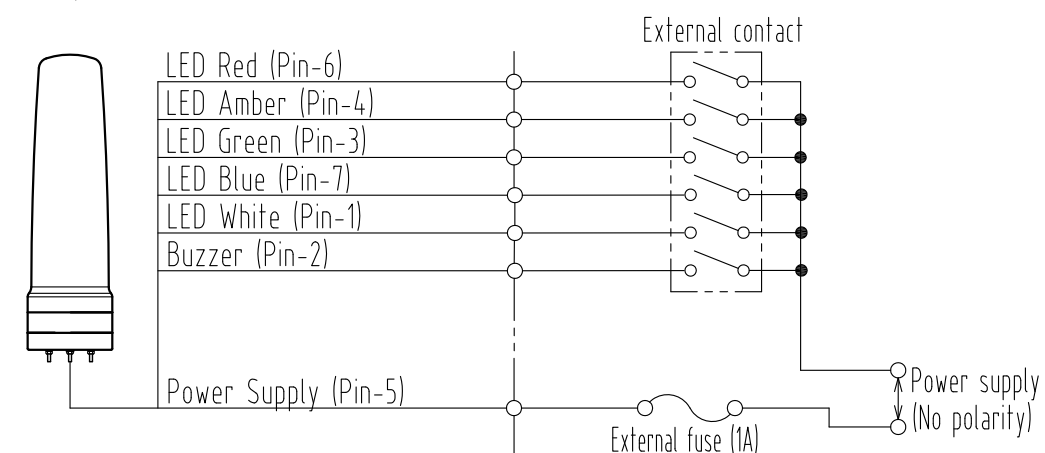 External contact
LED Red (Pin-6)
LED Amber (Pin-4)
LED Green (Pin-3)
LED Blue (Pin-7)
LED White (Pin-1)
Buzzer (Pin-2)
Power Supply (Pin-5)
Power supply
(No polarity)
External fuse (1A)